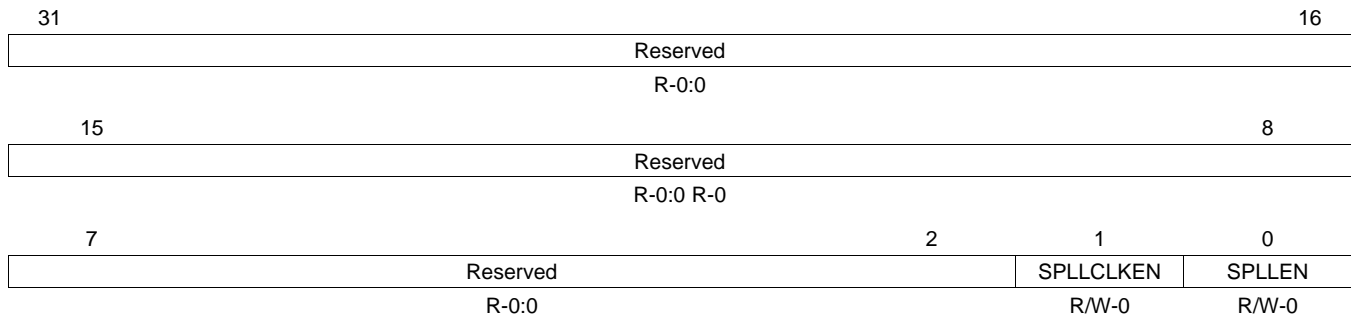 31 16
Reserved
R-0:0
15 8
Reserved
R-0:0 R-0
7 2 1 0
Reserved SPLLCLKEN SPLLEN
R-0:0 R/W-0 R/W-0